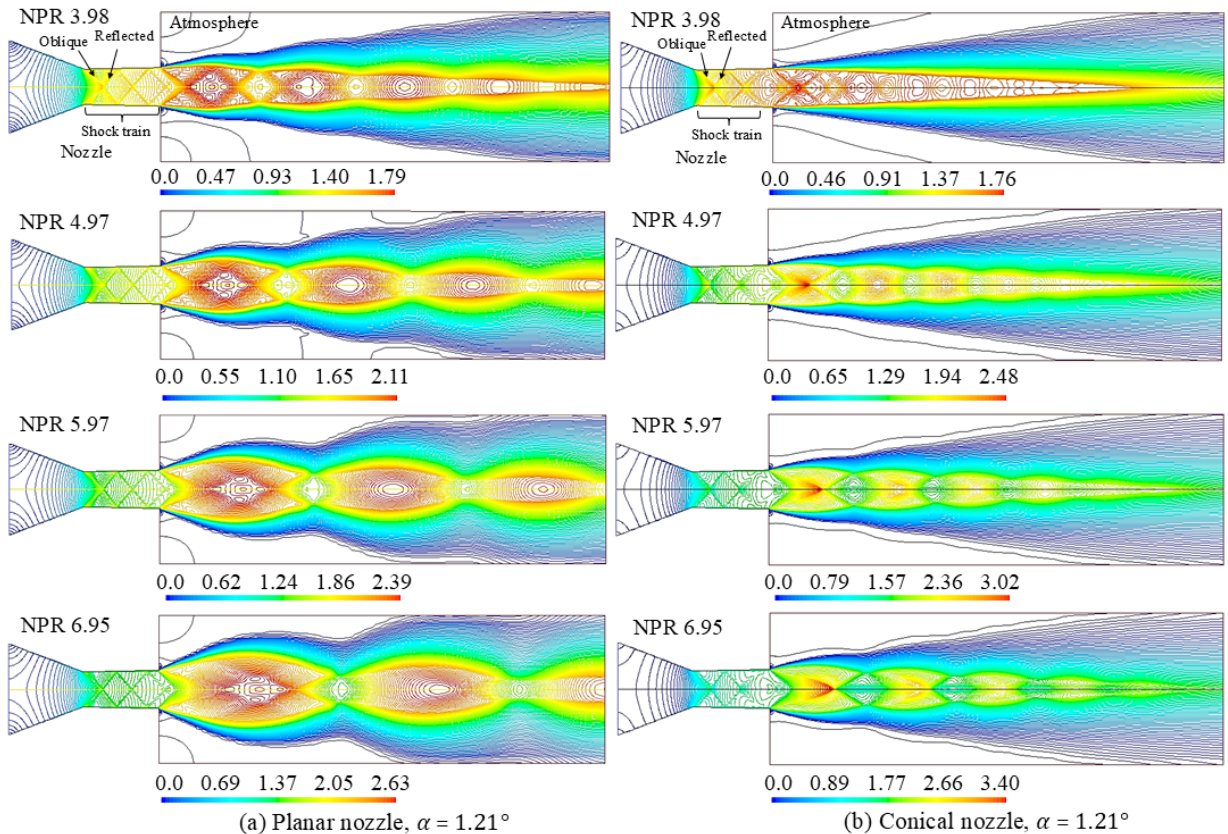 NPR 3.98
Atmosphere
Reflected
Oblique
Shock train
Nozzle
0.0 0.47 0.93 1.40 1.79
NPR 4.97
0.0 0.55 1.10 1.65 2.11
NPR 5.97
0.0 0.62 1.24 1.86 2.39
NPR 6.95
0.0 0.69 1.37 2.05 2.63
(a) Planar nozzle, α = 1.21°
NPR 3.98
Atmosphere
Reflected
Oblique
Shock train
Nozzle
0.0 0.46 0.91 1.37 1.76
NPR 4.97
0.0 0.65 1.29 1.94 2.48
NPR 5.97
0.0 0.79 1.57 2.36 3.02
NPR 6.95
0.0 0.89 1.77 2.66 3.40
(b) Conical nozzle, α = 1.21°